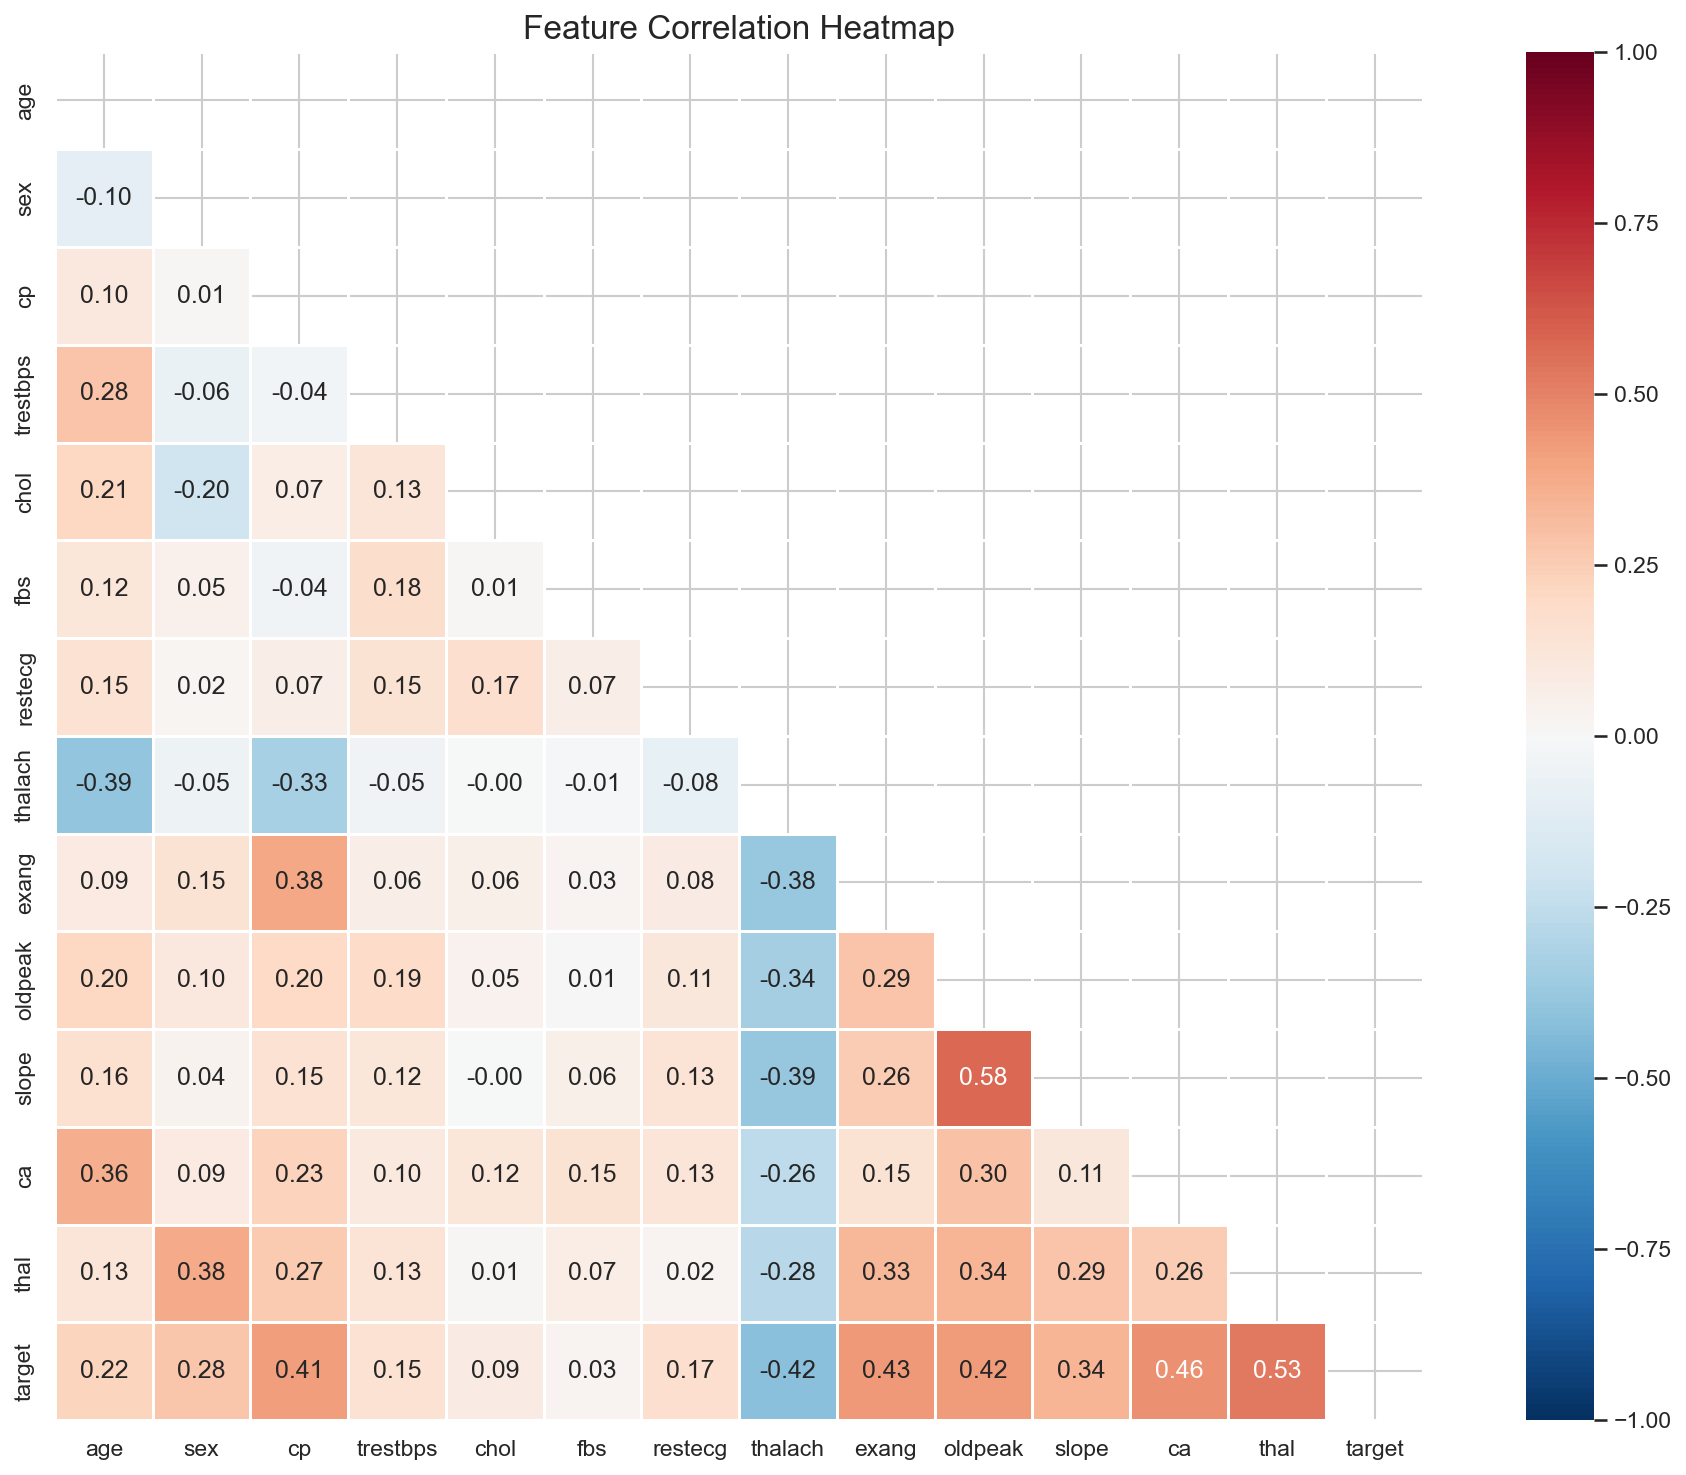 Feature Correlation Heatmap
age
sex -0.10
cp 0.10 0.01
trestbps 0.28 -0.06 -0.04
chol 0.21 -0.20 0.07 0.13
fbs 0.12 0.05 -0.04 0.18 0.01
restecg 0.15 0.02 0.07 0.15 0.17 0.07
thalach -0.39 -0.05 -0.33 -0.05 -0.00 -0.01 -0.08
exang 0.09 0.15 0.38 0.06 0.06 0.03 0.08 -0.38
oldpeak 0.20 0.10 0.20 0.19 0.05 0.01 0.11 -0.34 0.29
slope 0.16 0.04 0.15 0.12 -0.00 0.06 0.13 -0.39 0.26 0.58
ca 0.36 0.09 0.23 0.10 0.12 0.15 0.13 -0.26 0.15 0.30 0.11
thal 0.13 0.38 0.27 0.13 0.01 0.07 0.02 -0.28 0.33 0.34 0.29 0.26
target 0.22 0.28 0.41 0.15 0.09 0.03 0.17 -0.42 0.43 0.42 0.34 0.46 0.53
age sex cp trestbps chol fbs restecg thalach exang oldpeak slope ca thal target
1.00
0.75
0.50
0.25
0.00
−0.25
−0.50
−0.75
−1.00